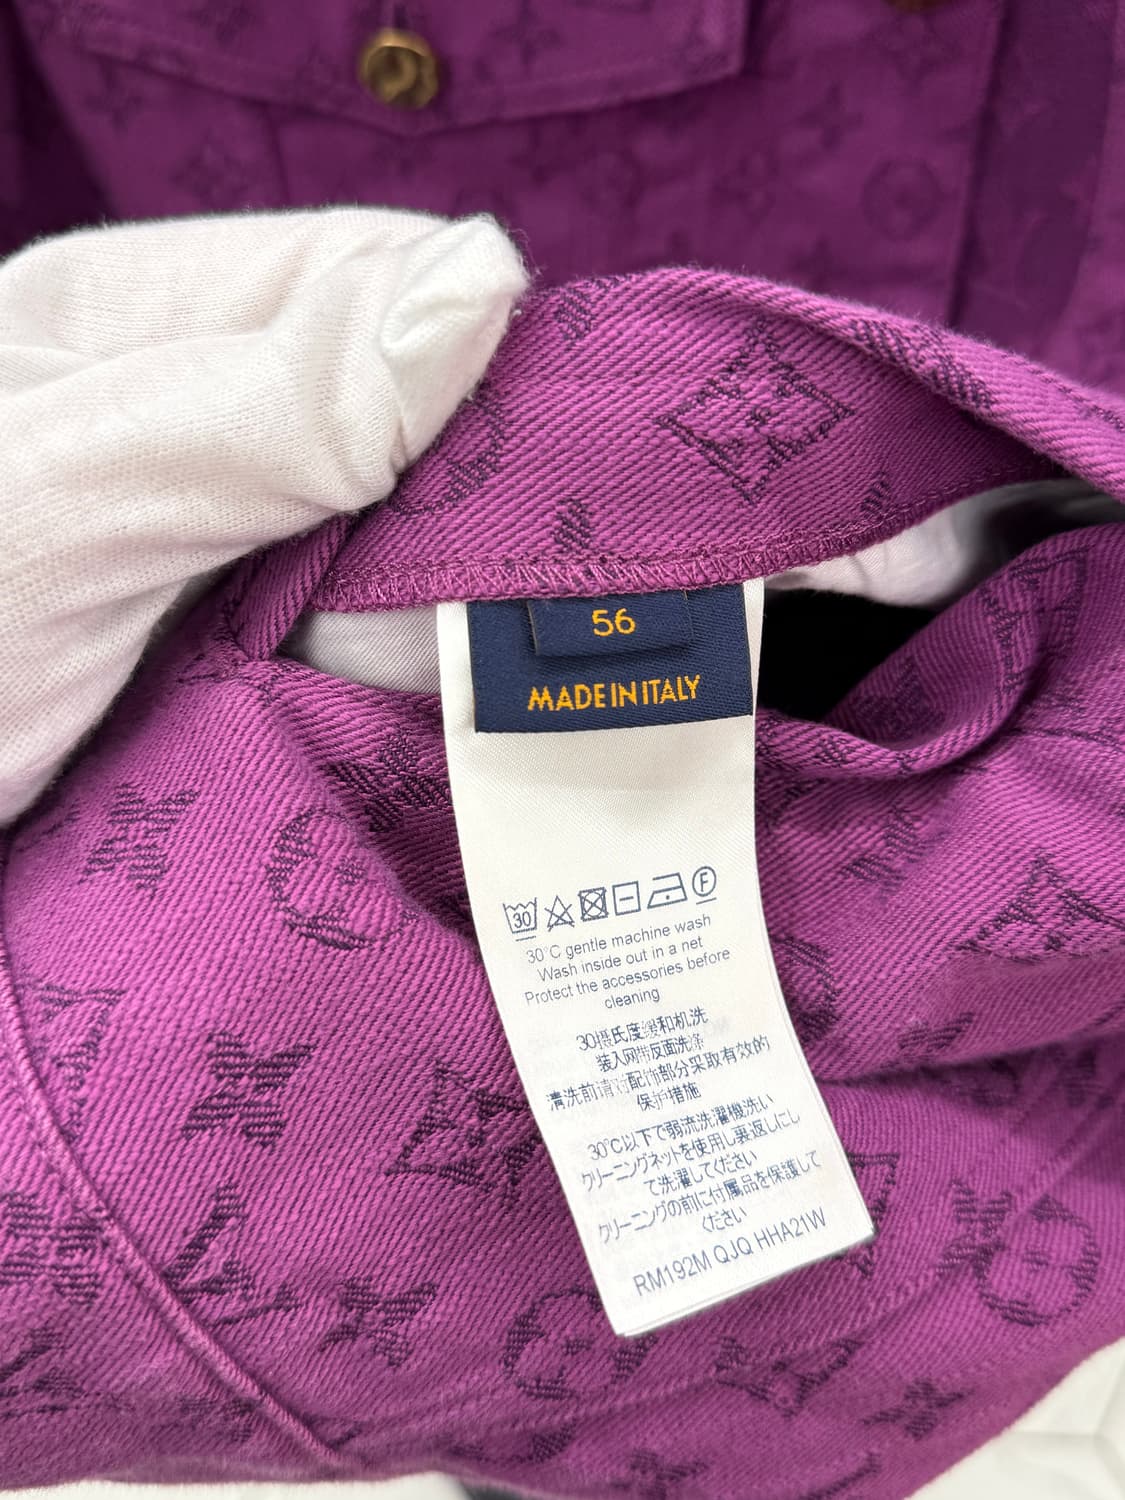 56
MADE IN ITALY
30
F
30°C gentle machine wash
Wash inside out in a net
Protect the accessories before
cleaning
30摄氏度缓和机洗
装入网带反面洗涤
清洗前请对配饰部分采取有效的
保护措施
30°C以下で弱流洗濯機洗い
クリーニングネットを使用し裏返しにし
て洗濯してください
クリーニングの前に付属品を保護して
ください
RM192M QJQ HHA21W